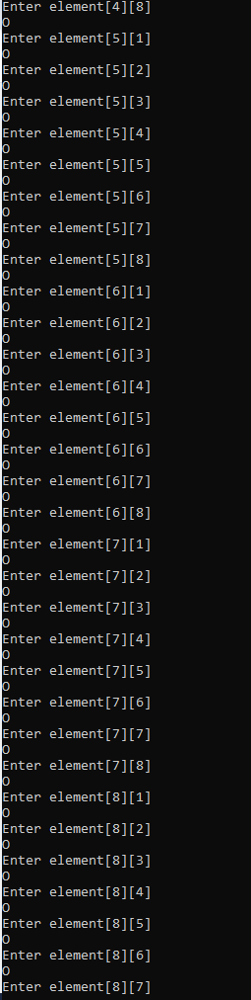 Enter element[4][8]
0
Enter element[5][1]
0
Enter element[5][2]
0
Enter element[5][3]
0
Enter element[5][4]
0
Enter element[5][5]
0
Enter element[5][6]
0
Enter element[5][7]
0
Enter element[5][8]
0
Enter element[6][1]
0
Enter element[6][2]
0
Enter element[6][3]
0
Enter element[6][4]
0
Enter element[6][5]
0
Enter element[6][6]
0
Enter element[6][7]
0
Enter element[6][8]
0
Enter element[7][1]
0
Enter element[7][2]
0
Enter element[7][3]
0
Enter element[7][4]
0
Enter element[7][5]
0
Enter element[7][6]
0
Enter element[7][7]
0
Enter element[7][8]
0
Enter element[8][1]
0
Enter element[8][2]
0
Enter element[8][3]
0
Enter element[8][4]
0
Enter element[8][5]
0
Enter element[8][6]
0
Enter element[8][7]